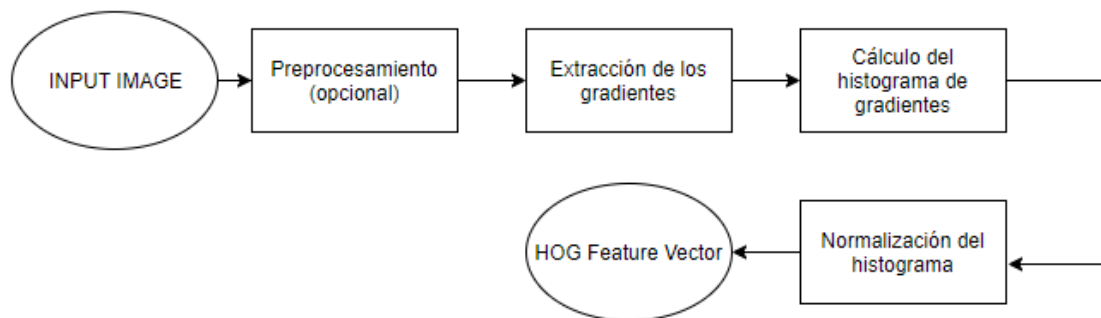 INPUT IMAGE
Preprocesamiento
(opcional)
Extracción de los
gradientes
Cálculo del
histograma de
gradientes
Normalización del
histograma
HOG Feature Vector